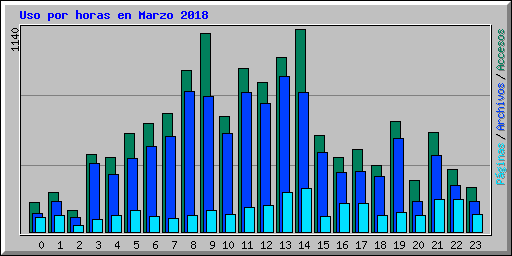 Uso por horas en Marzo 2018
1140
Páginas / Archivos / Accesos
0 1 2 3 4 5 6 7 8 9 10 11 12 13 14 15 16 17 18 19 20 21 22 23